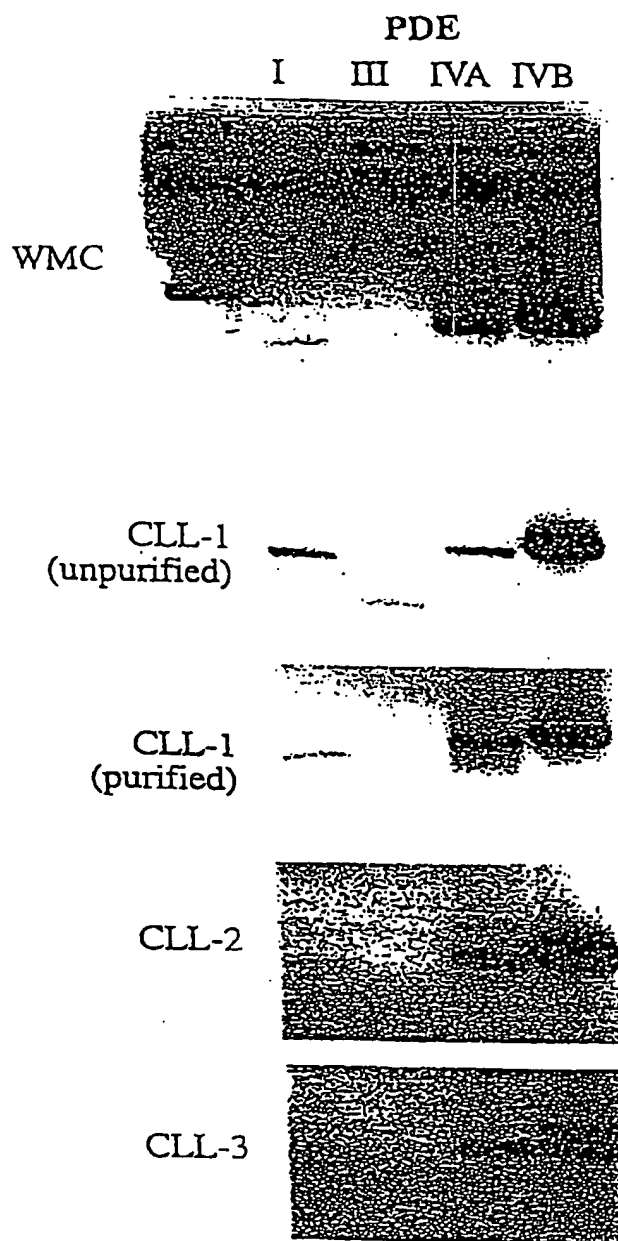 PDE
I III IVA IVB
WMC
CLL-1
(unpurified)
CLL-1
(purified)
CLL-2
CLL-3